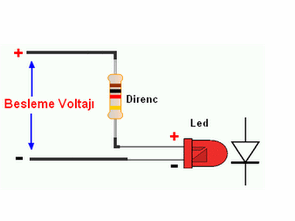 +
Direnc
Besleme Voltajı
Led
+
-
-